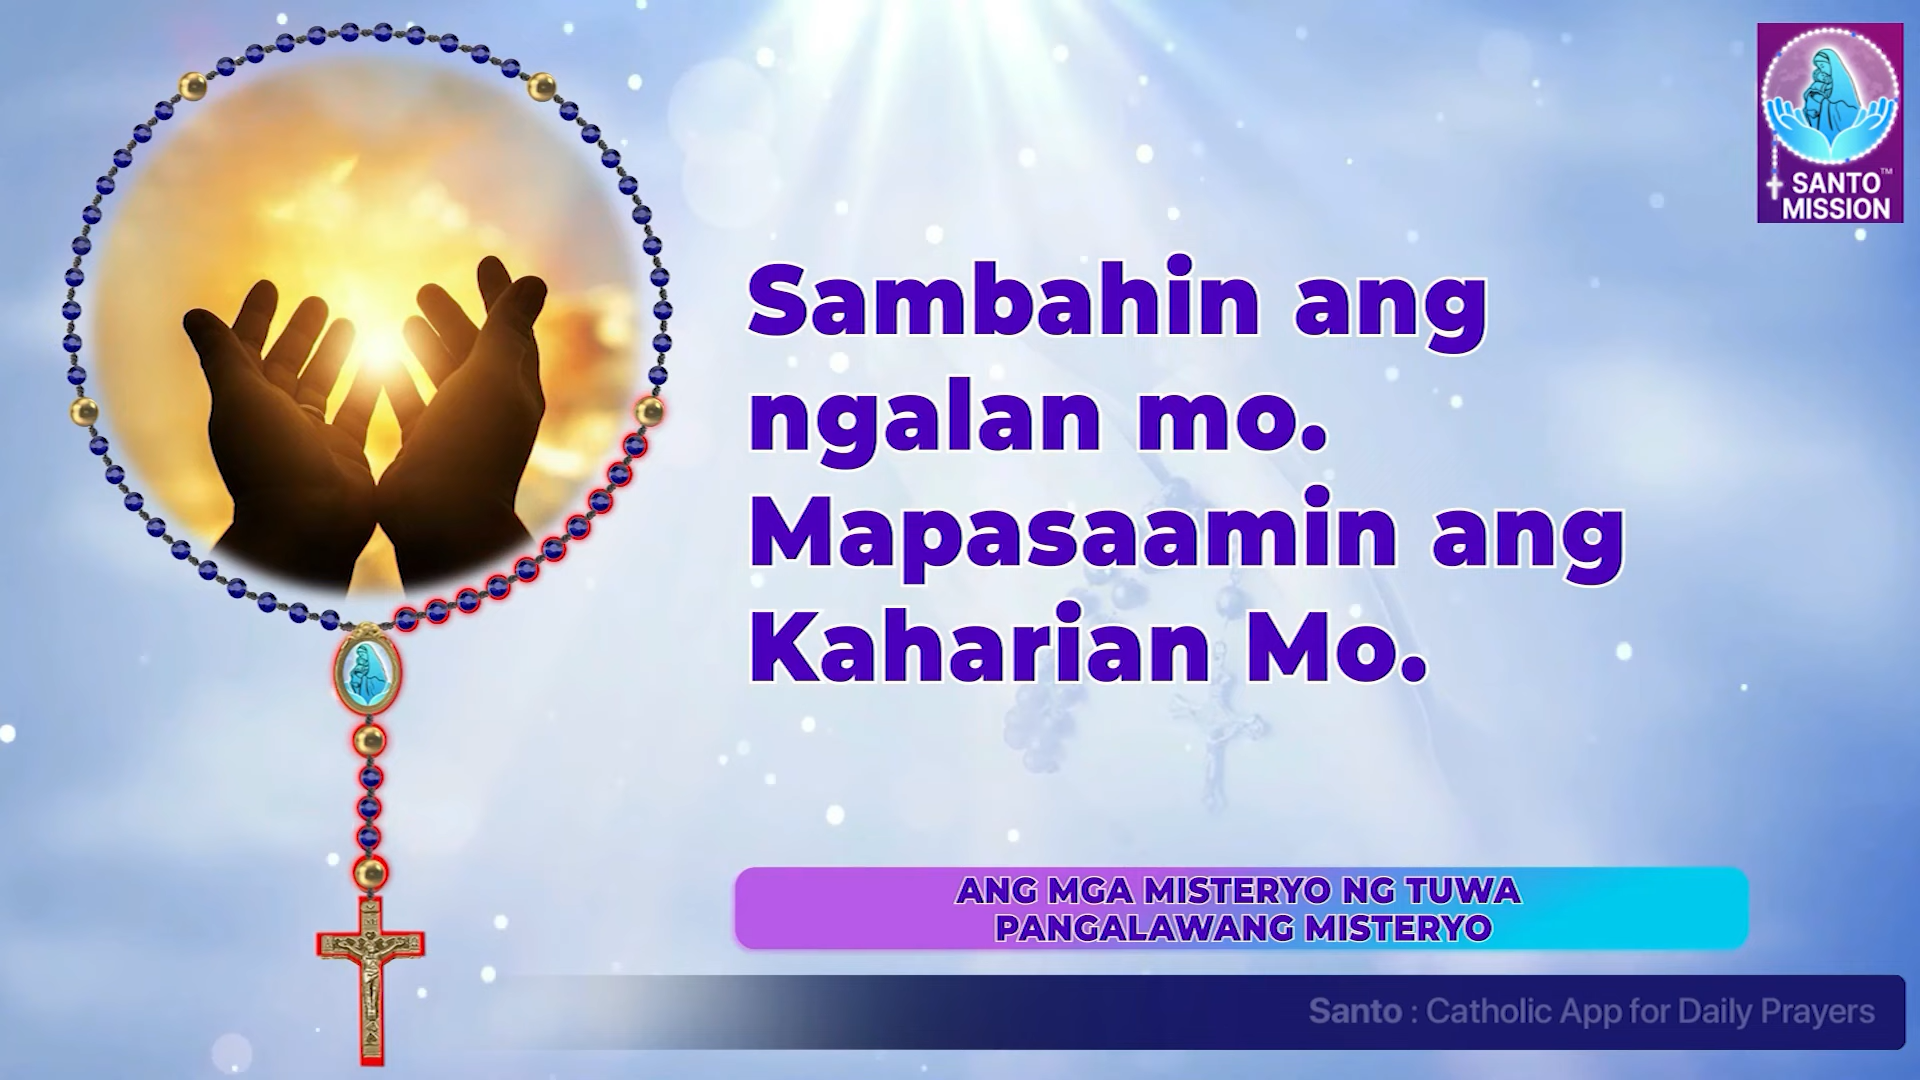 SANTO™
MISSION
Sambahin ang
ngalan mo.
Mapasaamin ang
Kaharian Mo.
ANG MGA MISTERYO NG TUWA
PANGALAWANG MISTERYO
Santo : Catholic App for Daily Prayers